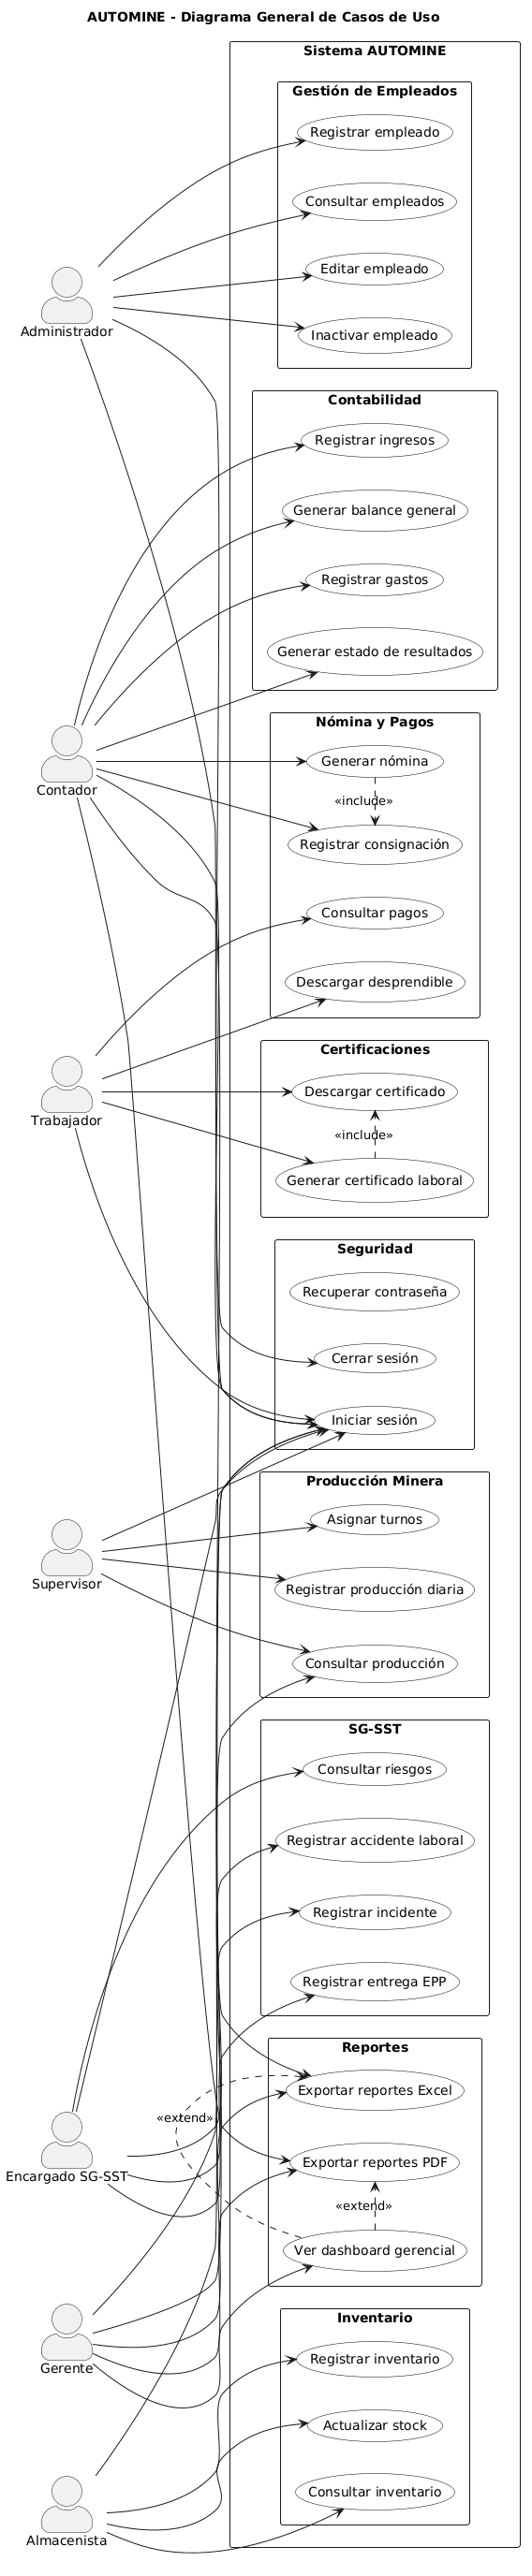 AUTOMINE - Diagrama General de Casos de Uso
Sistema AUTOMINE
Gestión de Empleados
Registrar empleado
Consultar empleados
Editar empleado
Administrador
Inactivar empleado
Contabilidad
Registrar ingresos
Generar balance general
Registrar gastos
Generar estado de resultados
Nómina y Pagos
Generar nómina
Contador
«include»
Registrar consignación
Consultar pagos
Descargar desprendible
Certificaciones
Descargar certificado
Trabajador
«include»
Generar certificado laboral
Seguridad
Recuperar contraseña
Cerrar sesión
Iniciar sesión
Producción Minera
Asignar turnos
Supervisor
Registrar producción diaria
Consultar producción
SG-SST
Consultar riesgos
Registrar accidente laboral
Registrar incidente
Registrar entrega EPP
Reportes
Exportar reportes Excel
«extend»
Exportar reportes PDF
Encargado SG-SST
«extend»
Ver dashboard gerencial
Inventario
Registrar inventario
Gerente
Actualizar stock
Consultar inventario
Almacenista